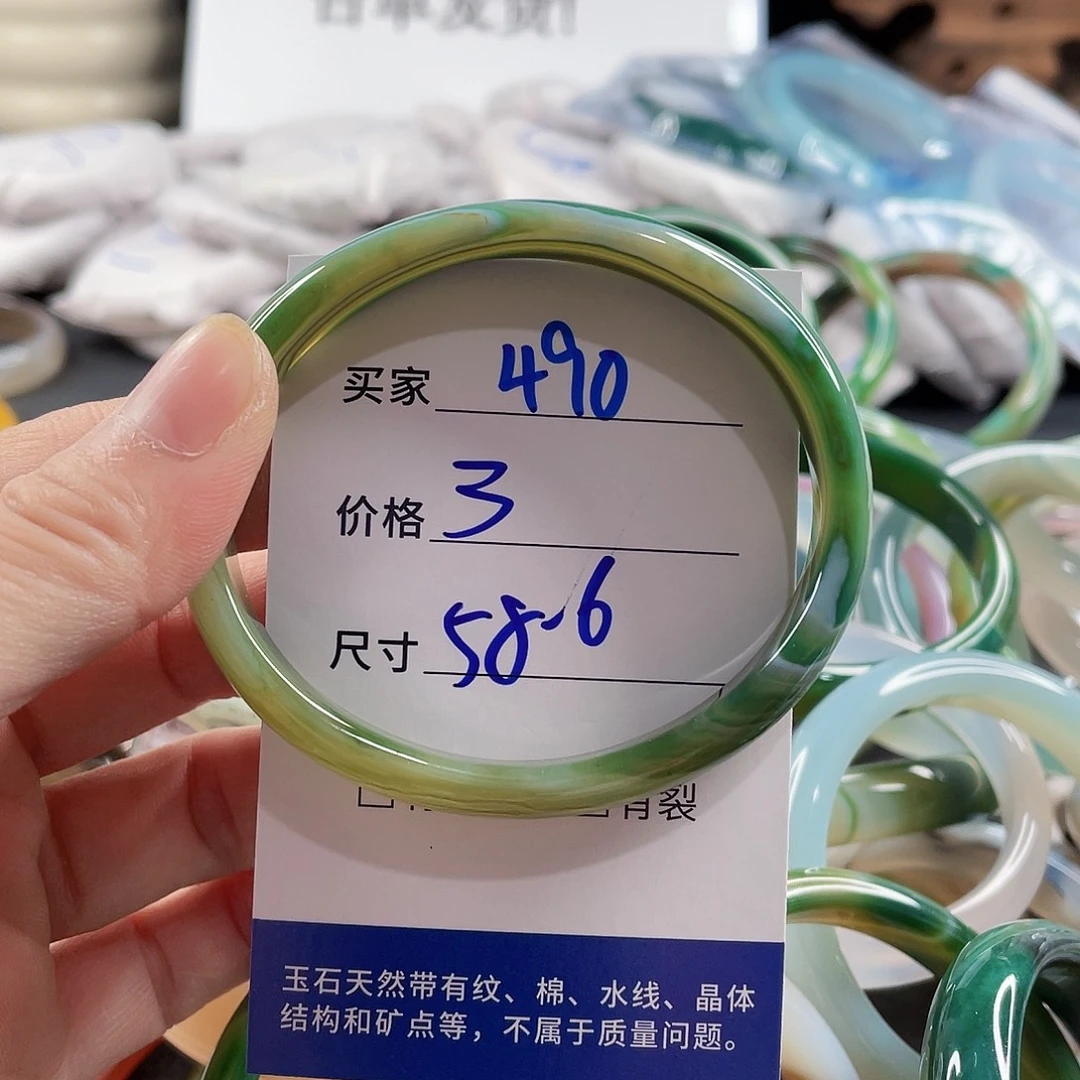 买家 490
价格 3
尺寸 58.6
有裂
玉石天然带有纹、棉、水线、晶体
结构和矿点等，不属于质量问题。